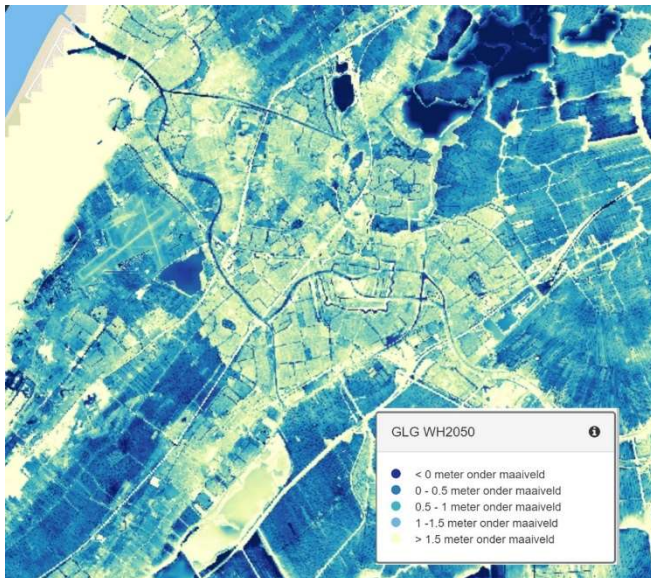 GLG WH2050
< 0 meter onder maaiveld
0 - 0.5 meter onder maaiveld
0.5 - 1 meter onder maaiveld
1 -1.5 meter onder maaiveld
> 1.5 meter onder maaiveld